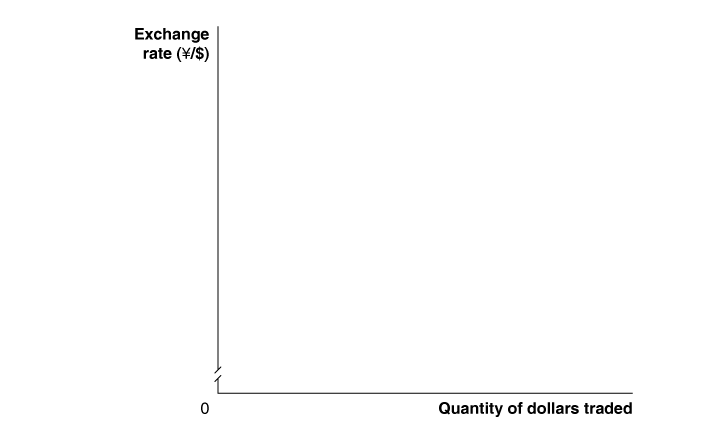 Exchange
rate (¥/$)
0
Quantity of dollars traded